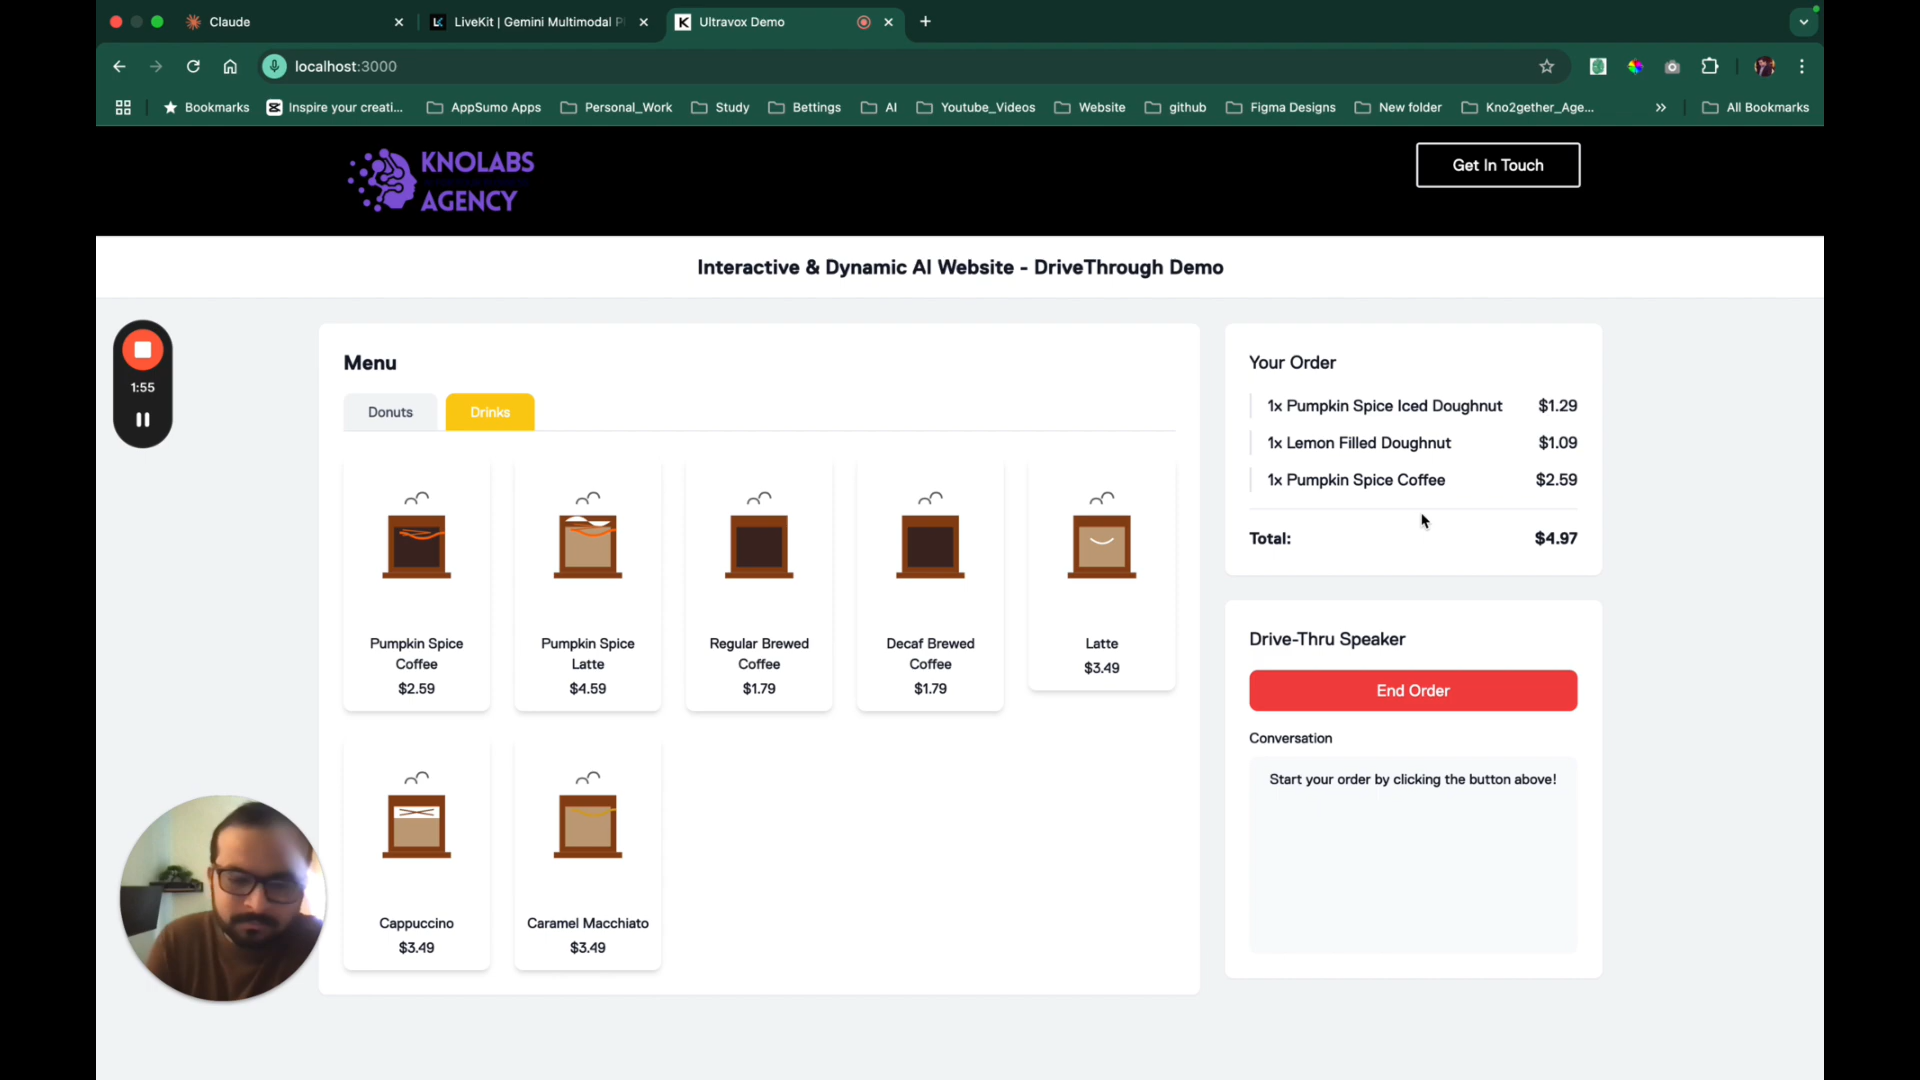 Claude
LiveKit | Gemini Multimodal P
Ultravox Demo
localhost:3000
Bookmarks
Inspire your creati...
AppSumo Apps
Personal_Work
Study
Bettings
AI
Youtube_Videos
Website
github
Figma Designs
New folder
Kno2gether_Age...
All Bookmarks
KNOLABS
AGENCY
Get In Touch
Interactive & Dynamic AI Website - DriveThrough Demo
1:55
Menu
Donuts
Drinks
Pumpkin Spice
Coffee
$2.59
Pumpkin Spice
Latte
$4.59
Regular Brewed
Coffee
$1.79
Decaf Brewed
Coffee
$1.79
Latte
$3.49
Cappuccino
$3.49
Caramel Macchiato
$3.49
Your Order
1x Pumpkin Spice Iced Doughnut $1.29
1x Lemon Filled Doughnut $1.09
1x Pumpkin Spice Coffee $2.59
Total: $4.97
Drive-Thru Speaker
End Order
Conversation
Start your order by clicking the button above!